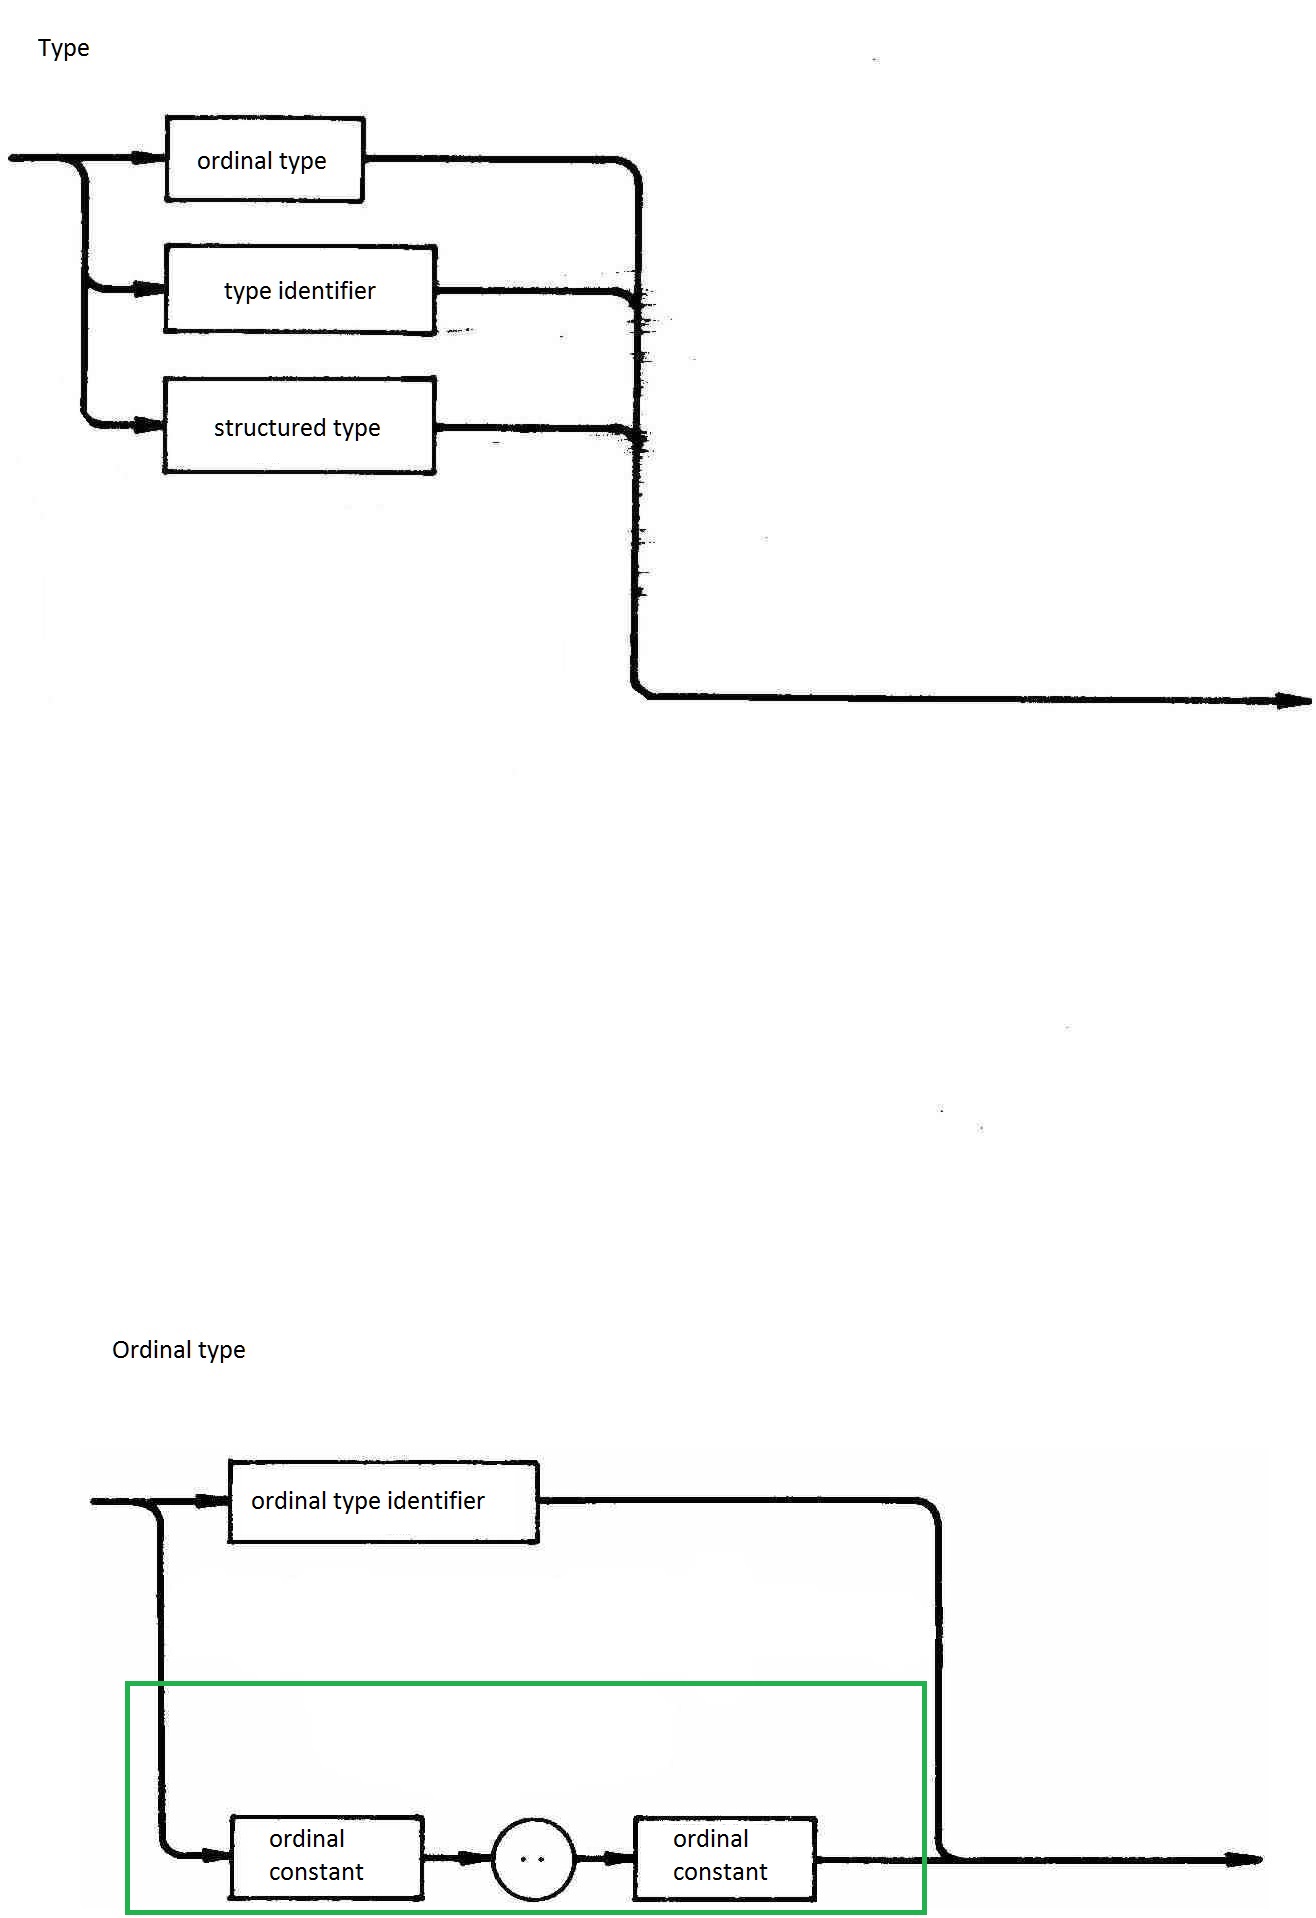 Type
ordinal type
type identifier
structured type
Ordinal type
ordinal type identifier
ordinal
constant
..
ordinal
constant